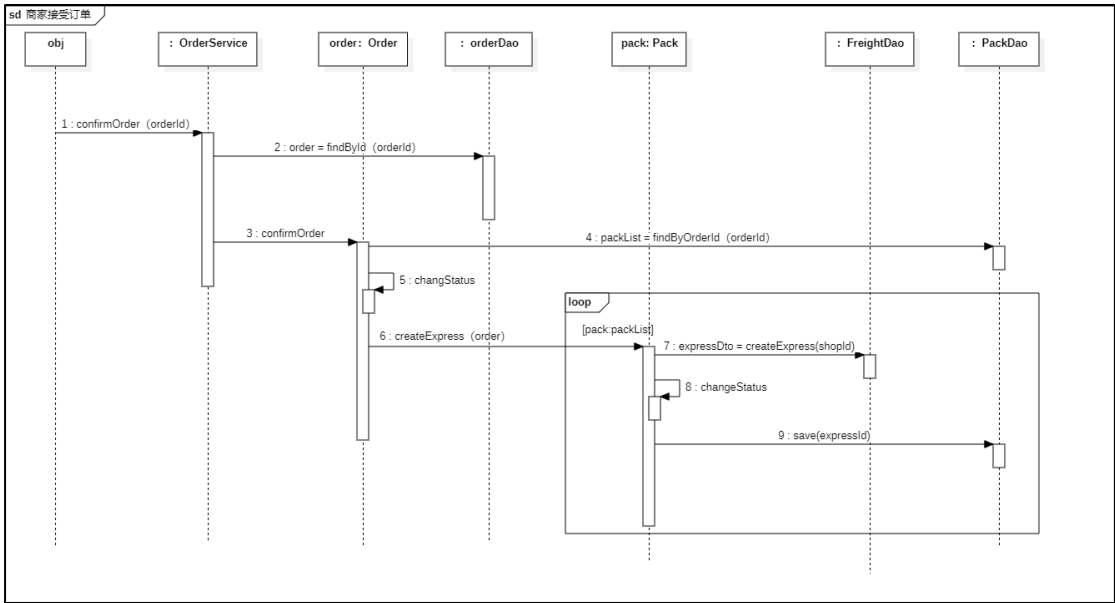 sd 商家接受订单
obj
: OrderService
order: Order
: orderDao
pack: Pack
: FreightDao
: PackDao
1 : confirmOrder（orderId）
2 : order = findById（orderId）
3 : confirmOrder
4 : packList = findByOrderId（orderId）
5 : changStatus
loop
[pack:packList]
6 : createExpress（order）
7 : expressDto = createExpress(shopId)
8 : changeStatus
9 : save(expressId)